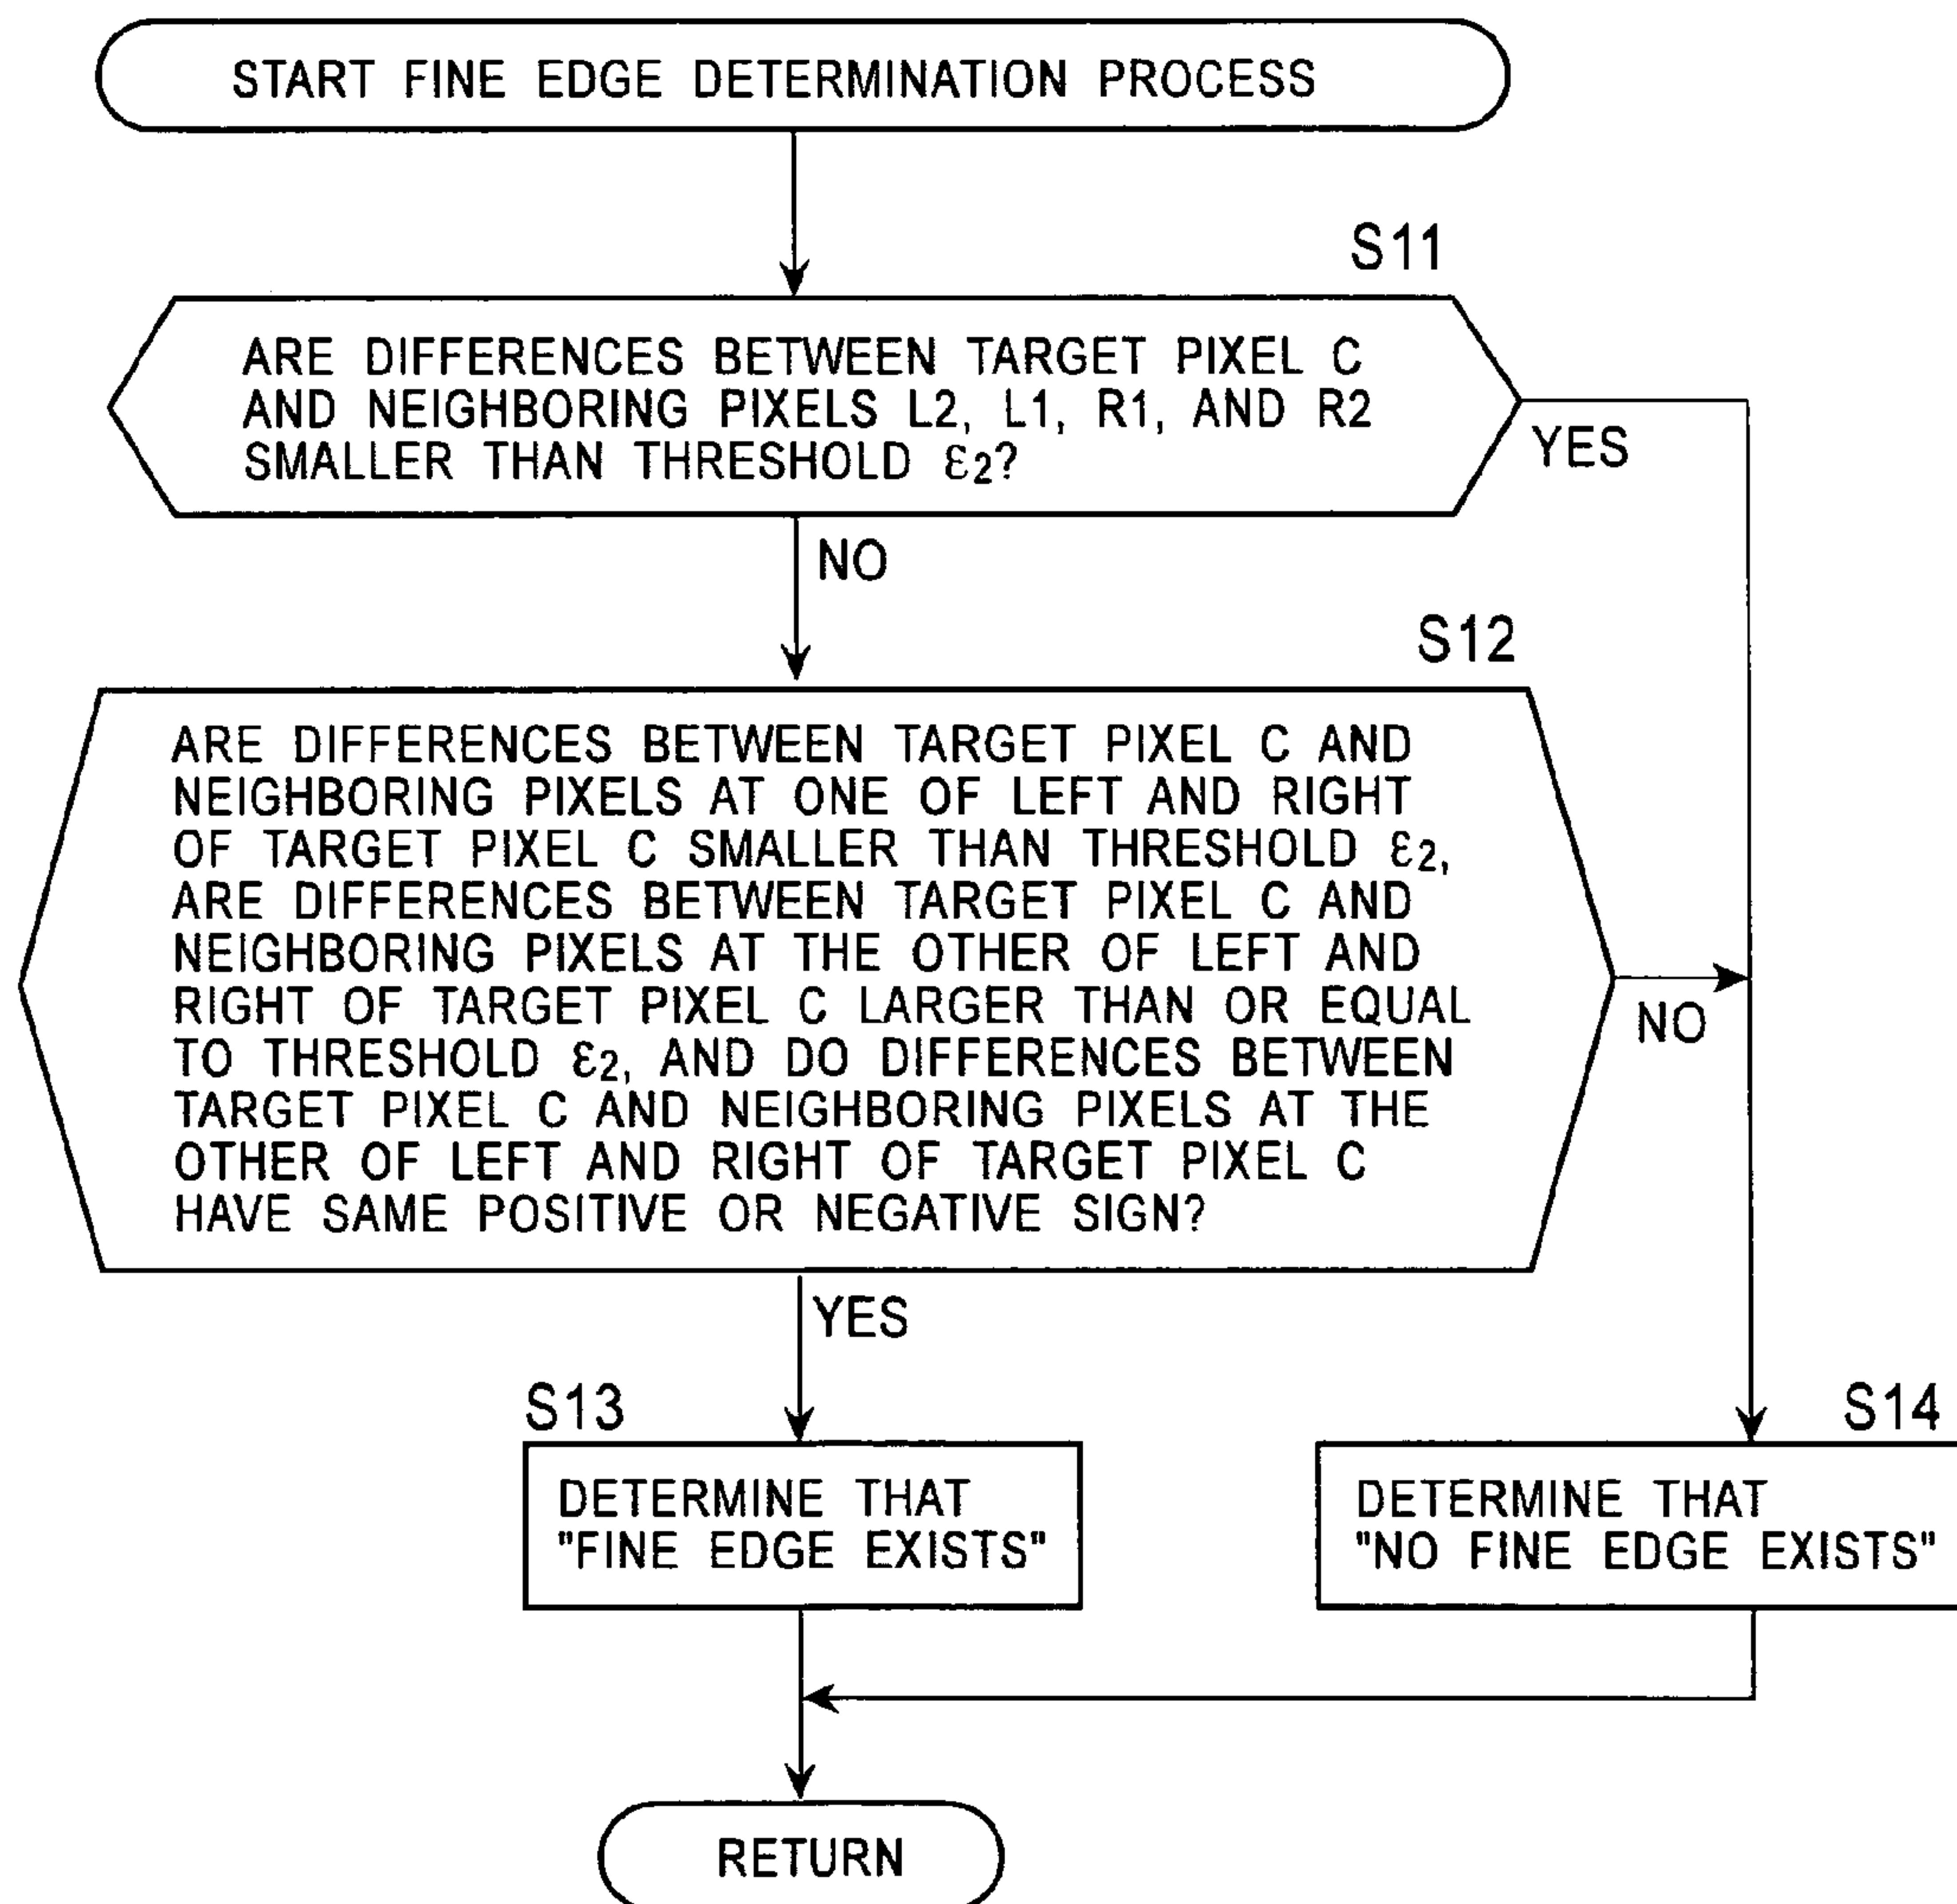 START FINE EDGE DETERMINATION PROCESS
S11
ARE DIFFERENCES BETWEEN TARGET PIXEL C
AND NEIGHBORING PIXELS L2, L1, R1, AND R2
SMALLER THAN THRESHOLD ε2?
YES
NO
S12
ARE DIFFERENCES BETWEEN TARGET PIXEL C AND
NEIGHBORING PIXELS AT ONE OF LEFT AND RIGHT
OF TARGET PIXEL C SMALLER THAN THRESHOLD ε2,
ARE DIFFERENCES BETWEEN TARGET PIXEL C AND
NEIGHBORING PIXELS AT THE OTHER OF LEFT AND
RIGHT OF TARGET PIXEL C LARGER THAN OR EQUAL
TO THRESHOLD ε2, AND DO DIFFERENCES BETWEEN
TARGET PIXEL C AND NEIGHBORING PIXELS AT THE
OTHER OF LEFT AND RIGHT OF TARGET PIXEL C
HAVE SAME POSITIVE OR NEGATIVE SIGN?
NO
YES
S13
DETERMINE THAT
"FINE EDGE EXISTS"
S14
DETERMINE THAT
"NO FINE EDGE EXISTS"
RETURN